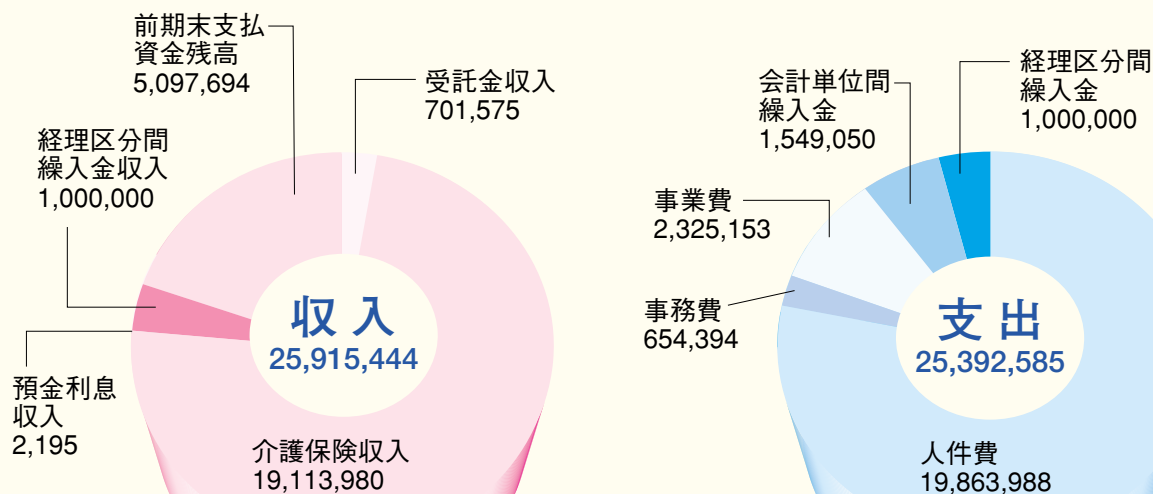 前期末支払
資金残高
5,097,694
受託金収入
701,575
経理区分間
繰入金収入
1,000,000
収入
25,915,444
預金利息
収入
2,195
介護保険収入
19,113,980
経理区分間
繰入金
1,000,000
会計単位間
繰入金
1,549,050
事業費
2,325,153
事務費
654,394
支出
25,392,585
人件費
19,863,988